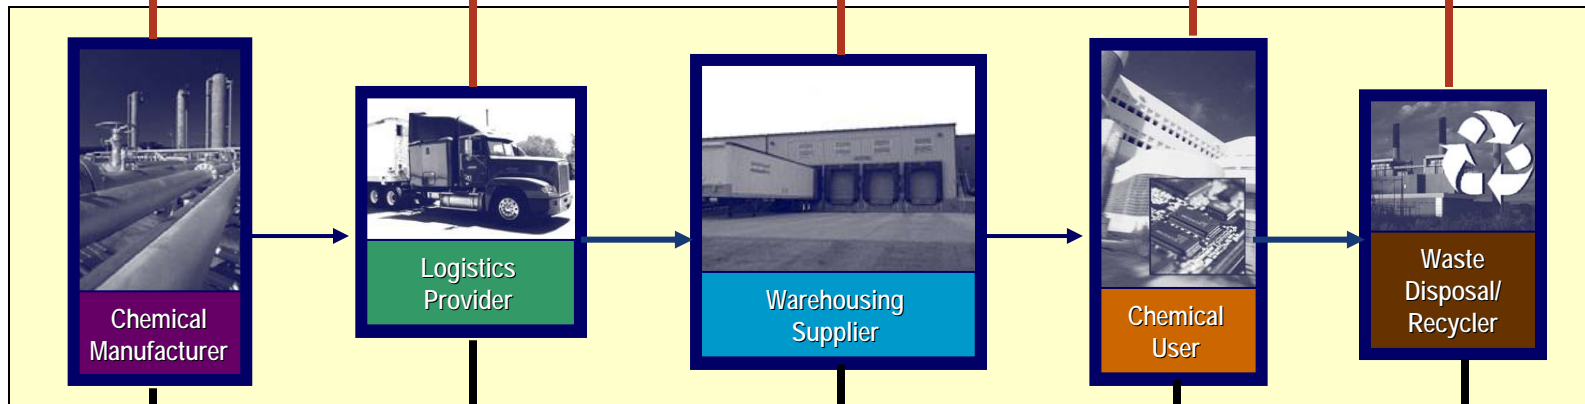 Chemical
Manufacturer
Logistics
Provider
Warehousing
Supplier
Chemical
User
Waste
Disposal/
Recycler